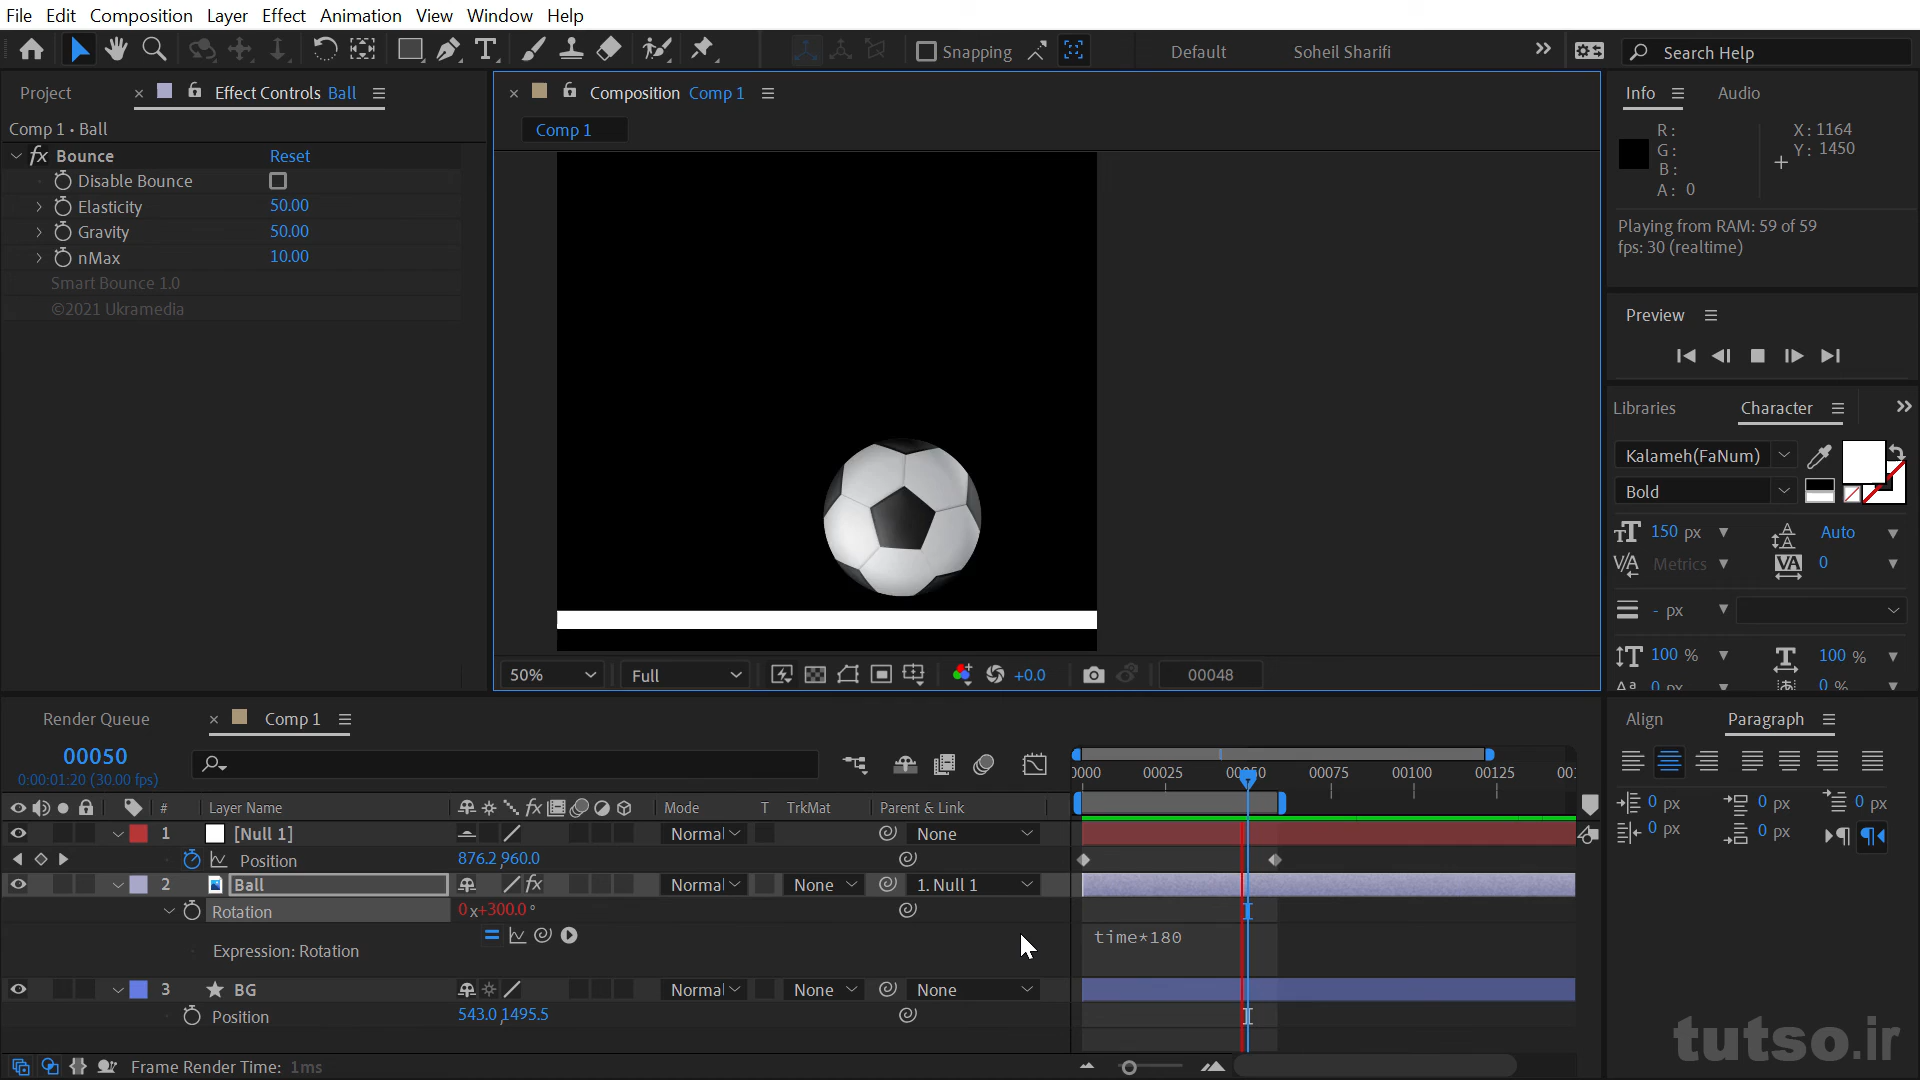 File Edit Composition Layer Effect Animation View Window Help
Snapping Default Soheil Sharifi Search Help
Project Effect Controls Ball
Comp 1 • Ball
fx Bounce Reset
Disable Bounce
Elasticity 50.00
Gravity 50.00
nMax 10.00
Smart Bounce 1.0
©2021 Ukramedia
Composition Comp 1
Comp 1
50% Full +0.0 00048
Info Audio
R: X: 1164
G: Y: 1450
B:
A: 0
Playing from RAM: 59 of 59
fps: 30 (realtime)
Preview
Libraries Character
Kalameh(FaNum)
Bold
150 px Auto
Metrics 0
- px
100 % 100 %
0 px 0 %
Align Paragraph
0 px 0 px 0 px
0 px 0 px
Render Queue Comp 1
00050
0:00:01:20 (30.00 fps)
0000 00025 00050 00075 00100 00125
# Layer Name Mode T TrkMat Parent & Link
1 [Null 1] Normal None
Position 876.2,960.0
2 Ball Normal None 1. Null 1
Rotation 0x+300.0°
Expression: Rotation time*180
3 BG Normal None None
Position 543.0,1495.5
Frame Render Time: 1ms
tutso.ir